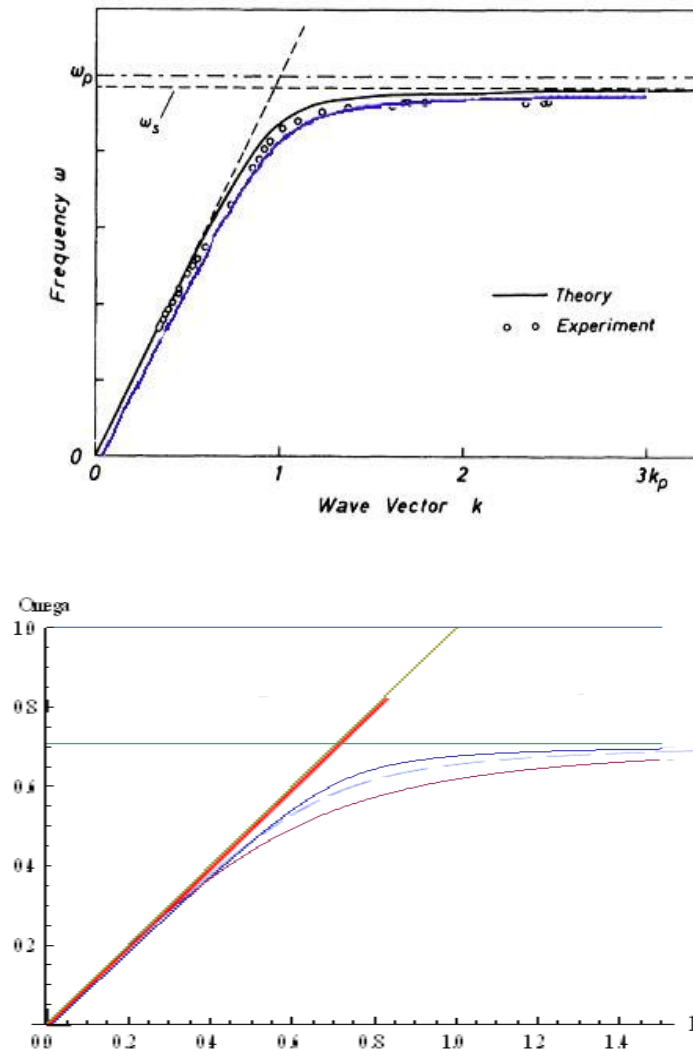 ωp
ωs
Frequency ω
Theory
Experiment
0
0 1 2 3kp
Wave Vector k
Omega
1.0
0.8
0.6
0.4
0.2
0.0 0.2 0.4 0.6 0.8 1.0 1.2 1.4